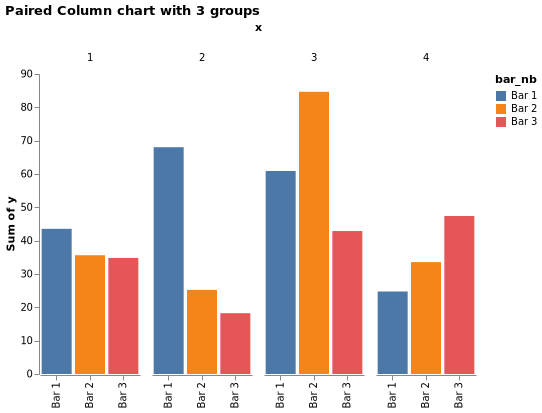 Paired Column chart with 3 groups
x
1 2 3 4
90
80
70
60
50
40
30
20
10
0
Sum of y
Bar 1 Bar 2 Bar 3 Bar 1 Bar 2 Bar 3 Bar 1 Bar 2 Bar 3 Bar 1 Bar 2 Bar 3
bar_nb
Bar 1
Bar 2
Bar 3